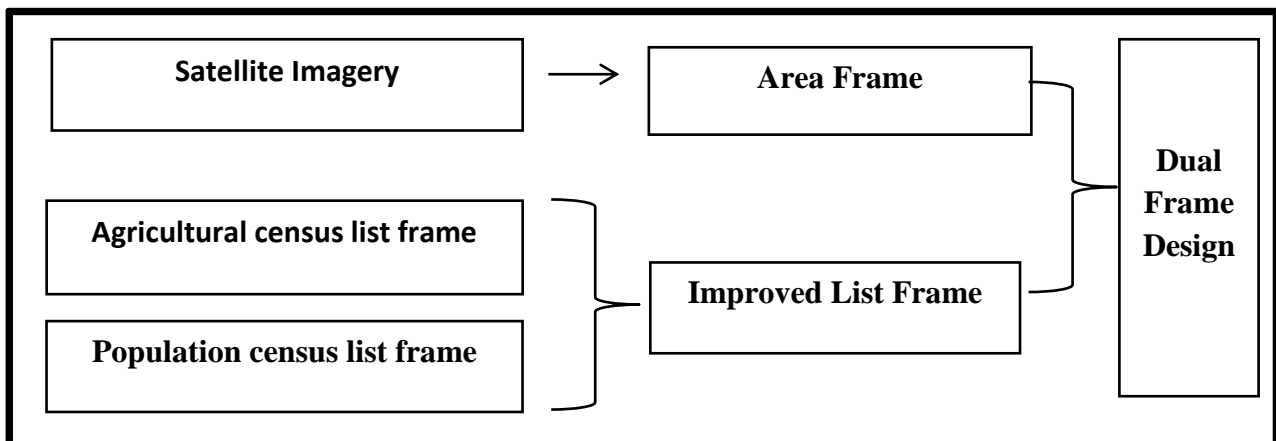 Satellite Imagery
Area Frame
Agricultural census list frame
Population census list frame
Improved List Frame
Dual
Frame
Design